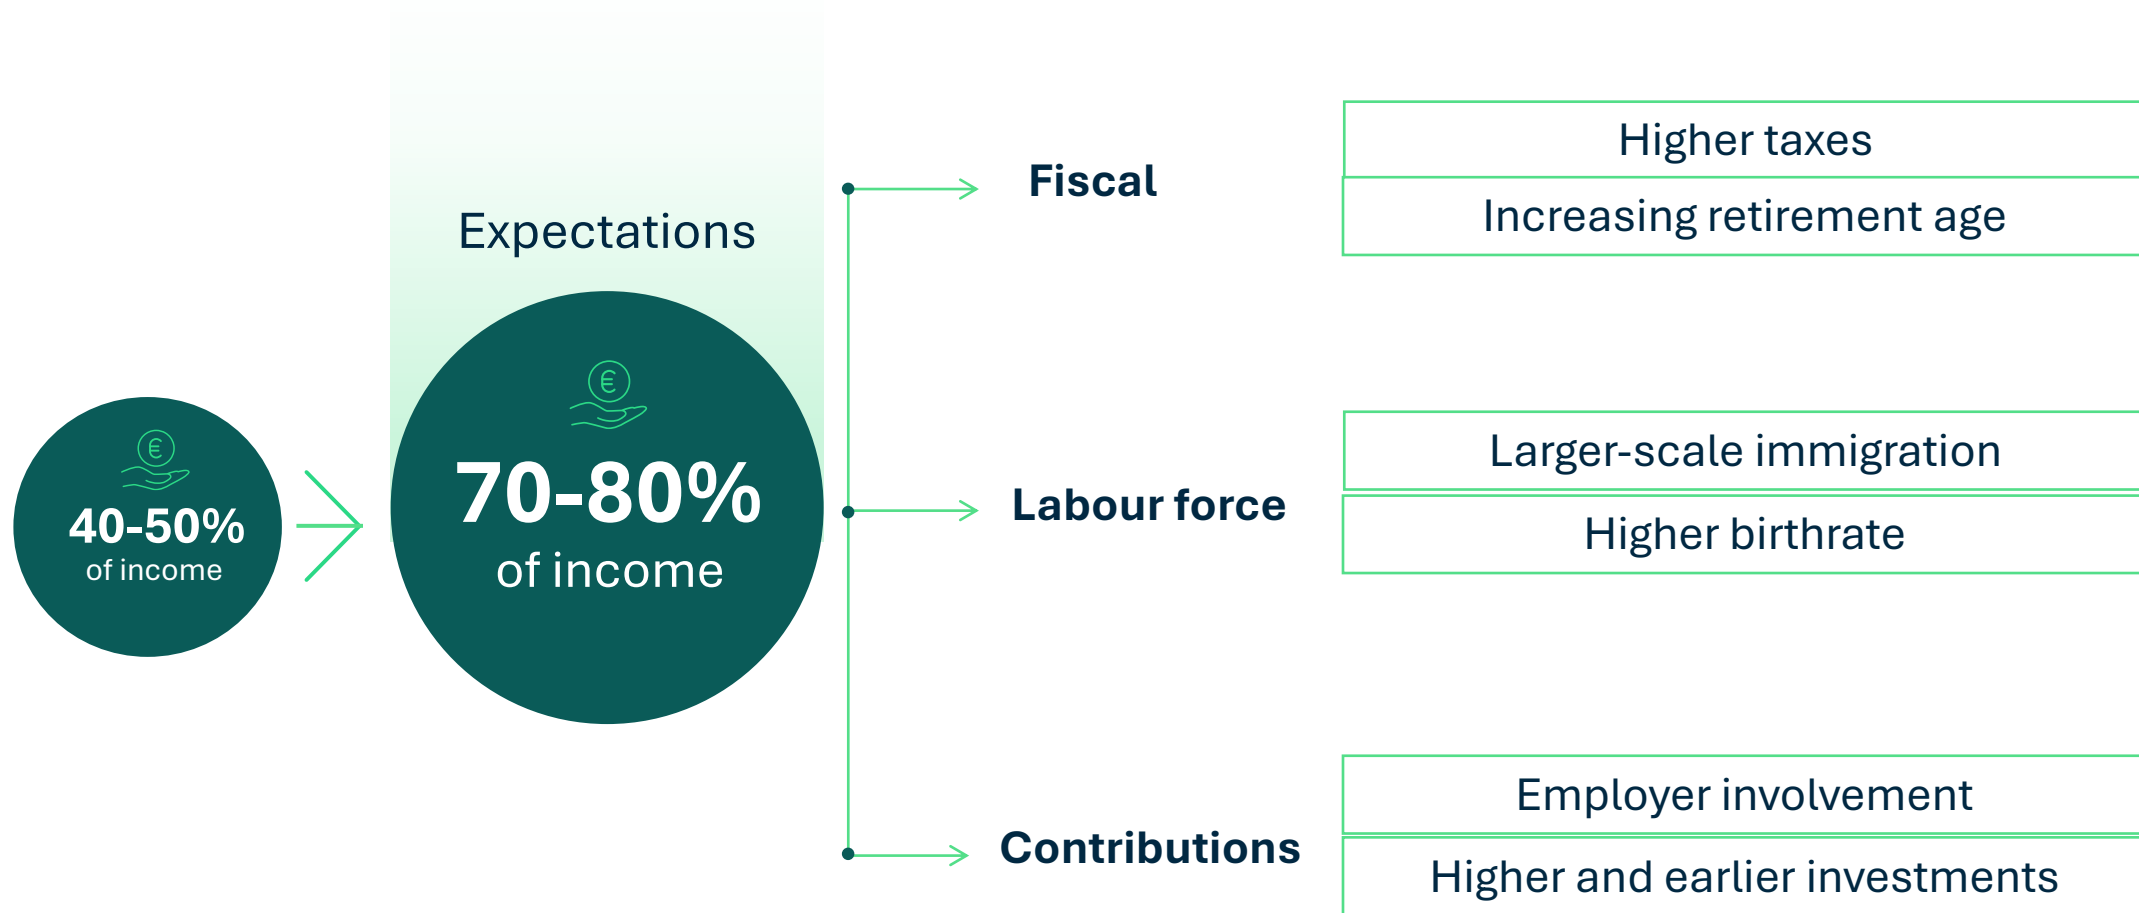 40-50%
of income
Expectations
70-80%
of income
Fiscal
Higher taxes
Increasing retirement age
Labour force
Larger-scale immigration
Higher birthrate
Contributions
Employer involvement
Higher and earlier investments